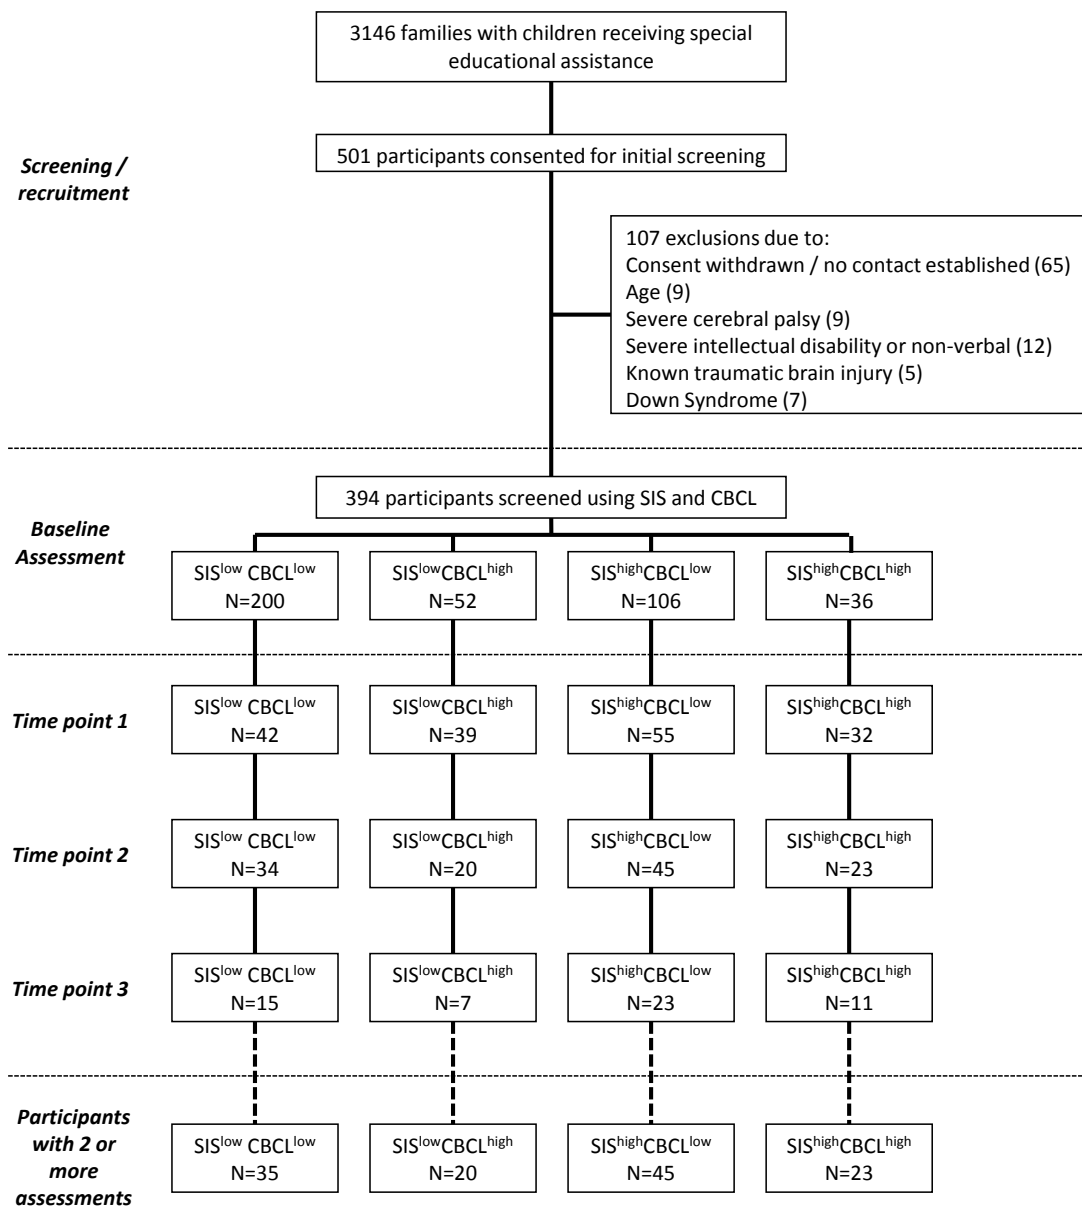 3146 families with children receiving special
educational assistance
Screening /
recruitment
501 participants consented for initial screening
107 exclusions due to:
Consent withdrawn / no contact established (65)
Age (9)
Severe cerebral palsy (9)
Severe intellectual disability or non-verbal (12)
Known traumatic brain injury (5)
Down Syndrome (7)
394 participants screened using SIS and CBCL
Baseline
Assessment
SISlow CBCLlow
N=200
SISlowCBCLhigh
N=52
SIShighCBCLlow
N=106
SIShighCBCLhigh
N=36
Time point 1
SISlow CBCLlow
N=42
SISlowCBCLhigh
N=39
SIShighCBCLlow
N=55
SIShighCBCLhigh
N=32
Time point 2
SISlow CBCLlow
N=34
SISlowCBCLhigh
N=20
SIShighCBCLlow
N=45
SIShighCBCLhigh
N=23
Time point 3
SISlow CBCLlow
N=15
SISlowCBCLhigh
N=7
SIShighCBCLlow
N=23
SIShighCBCLhigh
N=11
Participants
with 2 or
more
assessments
SISlow CBCLlow
N=35
SISlowCBCLhigh
N=20
SIShighCBCLlow
N=45
SIShighCBCLhigh
N=23